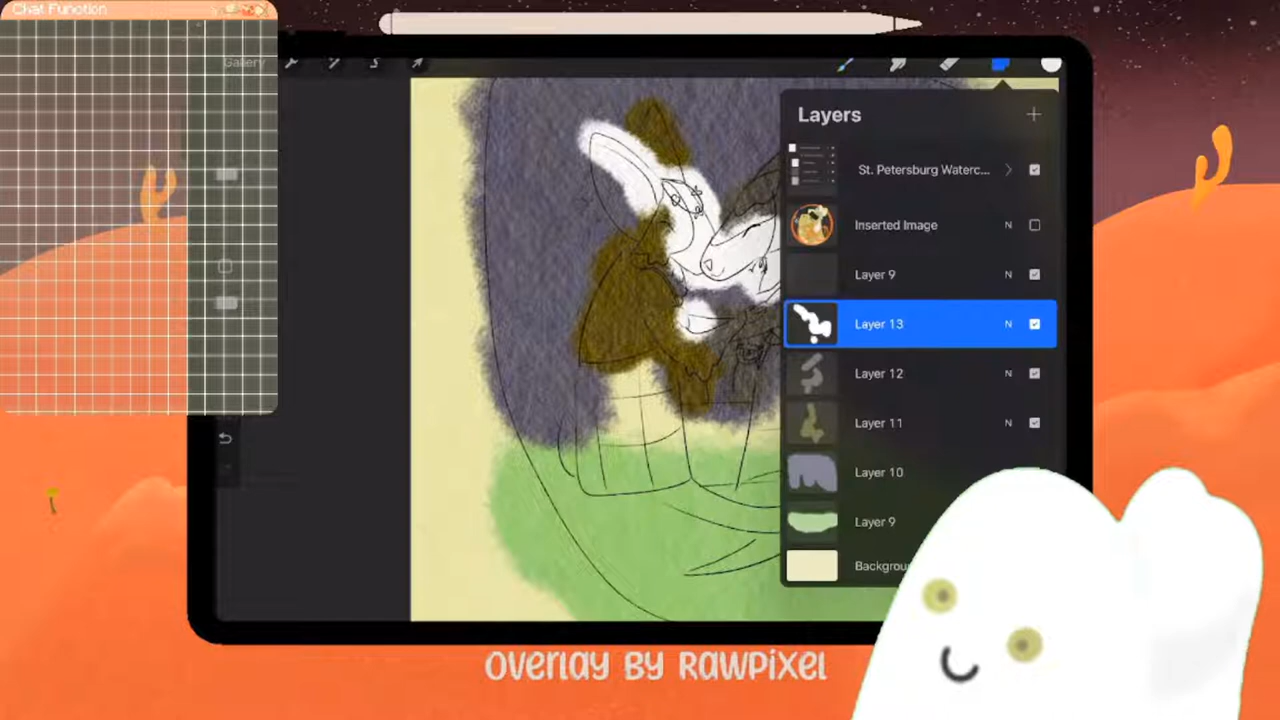 Chat Function
Gallery
Layers
St. Petersburg Waterc...
Inserted Image N
Layer 9 N
Layer 13 N
Layer 12 N
Layer 11 N
Layer 10
Layer 9
Backgrou
OVERLAY BY RAWPIXEL